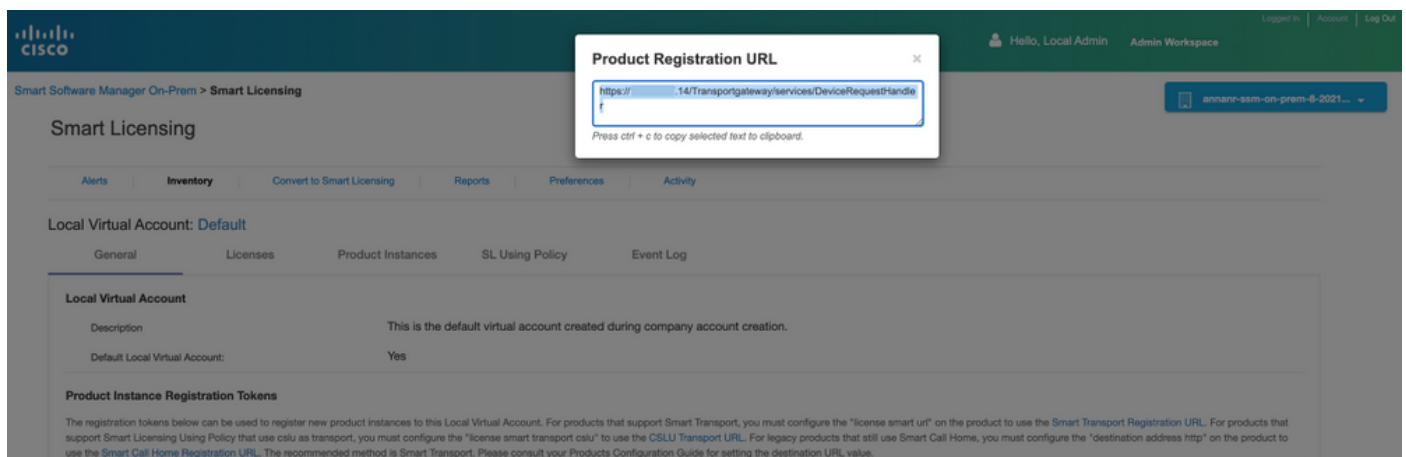 Logged In | Account | Log Out
CISCO
Hello, Local Admin Admin Workspace
Product Registration URL ×
https:// .14/Transportgateway/services/DeviceRequestHandle
r
Press ctrl + c to copy selected text to clipboard.
Smart Software Manager On-Prem > Smart Licensing
annanr-ssm-on-prem-8-2021...
Smart Licensing
Alerts Inventory Convert to Smart Licensing Reports Preferences Activity
Local Virtual Account: Default
General Licenses Product Instances SL Using Policy Event Log
Local Virtual Account
Description This is the default virtual account created during company account creation.
Default Local Virtual Account: Yes
Product Instance Registration Tokens
The registration tokens below can be used to register new product instances to this Local Virtual Account. For products that support Smart Transport, you must configure the "license smart url" on the product to use the Smart Transport Registration URL. For products that
support Smart Licensing Using Policy that use cslu as transport, you must configure the "license smart transport cslu" to use the CSLU Transport URL. For legacy products that still use Smart Call Home, you must configure the "destination address http" on the product to
use the Smart Call Home Registration URL. The recommended method is Smart Transport. Please consult your Products Configuration Guide for setting the destination URL value.